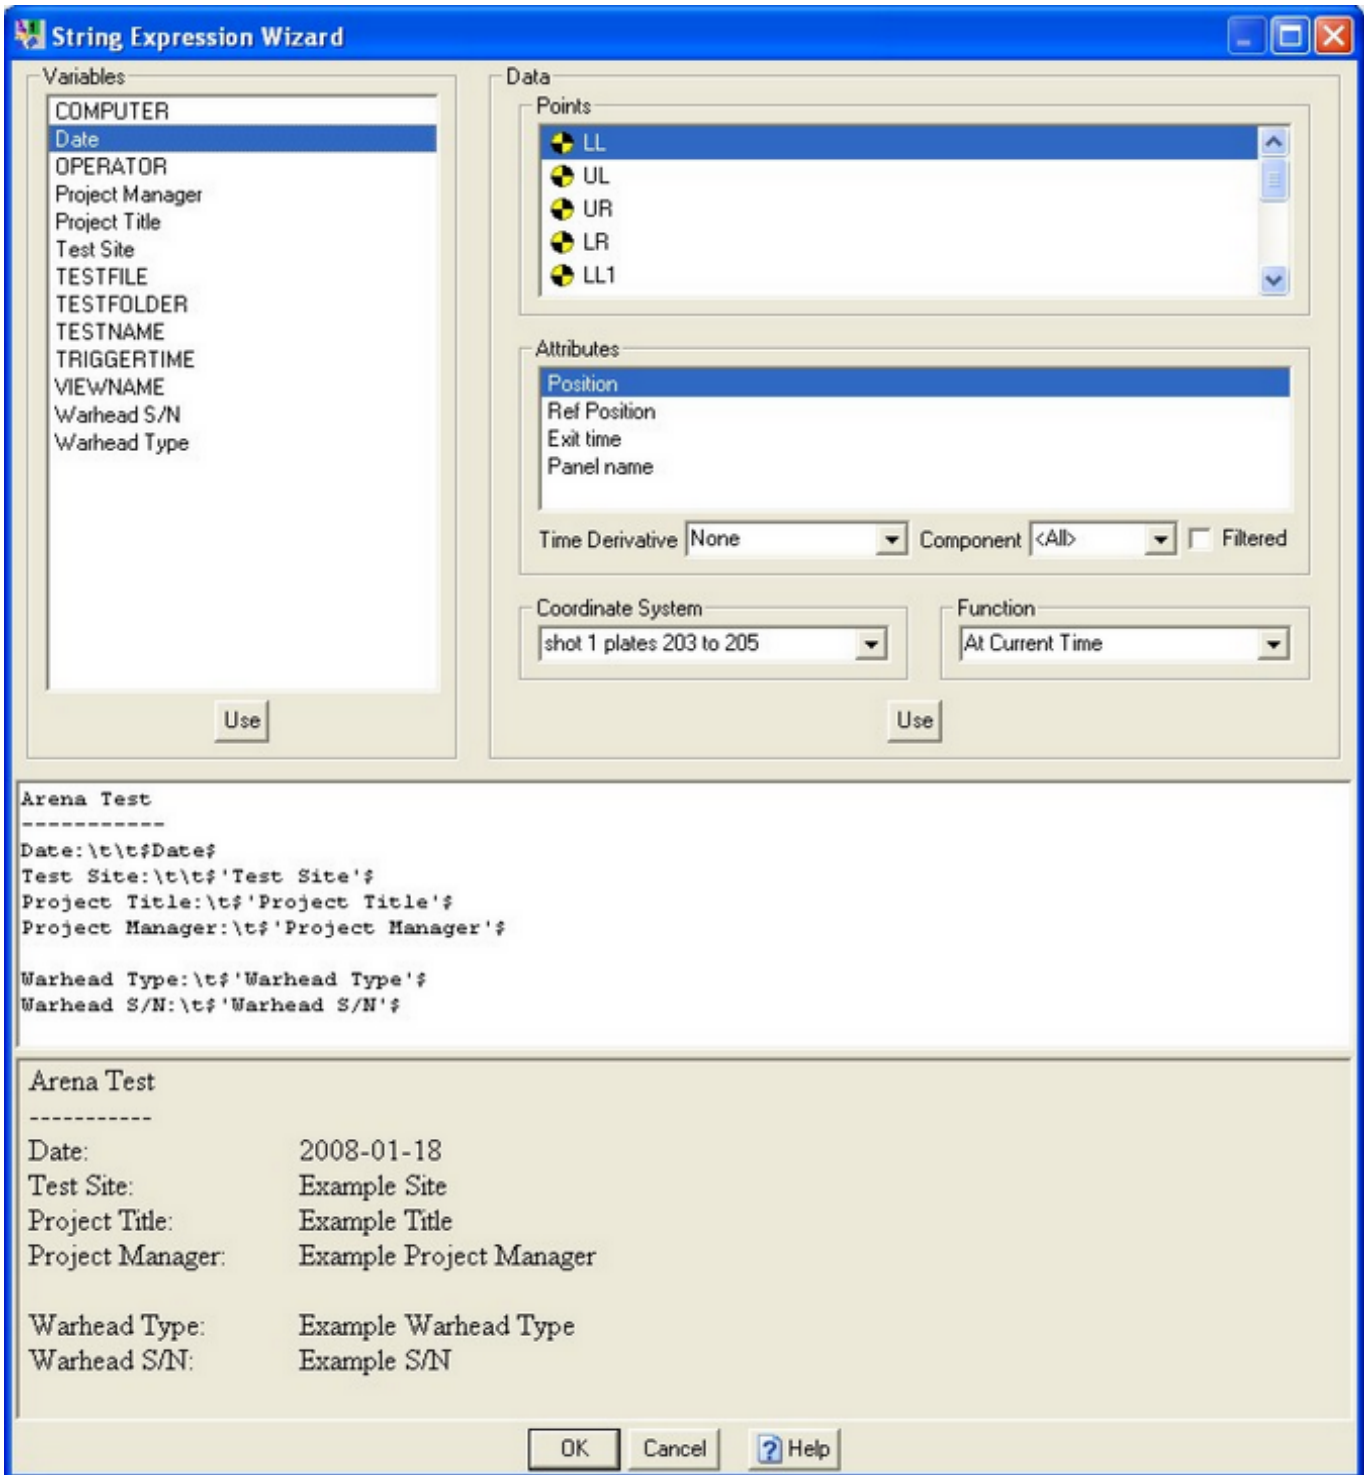 String Expression Wizard
Variables
COMPUTER
Date
OPERATOR
Project Manager
Project Title
Test Site
TESTFILE
TESTFOLDER
TESTNAME
TRIGGERTIME
VIEWNAME
Warhead S/N
Warhead Type
Use
Data
Points
LL
UL
UR
LR
LL1
Attributes
Position
Ref Position
Exit time
Panel name
Time Derivative None Component <All> Filtered
Coordinate System
shot 1 plates 203 to 205
Function
At Current Time
Use
Arena Test
-----------
Date:\t\t$Date$
Test Site:\t\t$'Test Site'$
Project Title:\t$'Project Title'$
Project Manager:\t$'Project Manager'$
Warhead Type:\t$'Warhead Type'$
Warhead S/N:\t$'Warhead S/N'$
Arena Test
-----------
Date: 2008-01-18
Test Site: Example Site
Project Title: Example Title
Project Manager: Example Project Manager
Warhead Type: Example Warhead Type
Warhead S/N: Example S/N
OK Cancel ? Help